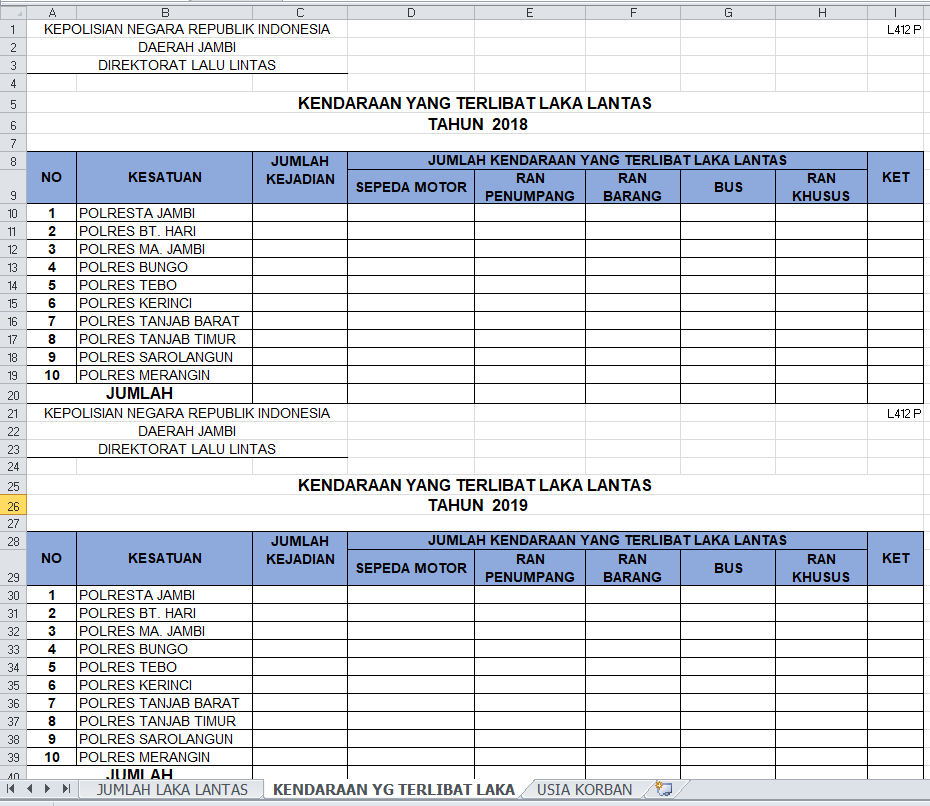 A B C D E F G H I
1 KEPOLISIAN NEGARA REPUBLIK INDONESIA L412 P
2 DAERAH JAMBI
3 DIREKTORAT LALU LINTAS
4
5 KENDARAAN YANG TERLIBAT LAKA LANTAS
6 TAHUN 2018
7
8 NO KESATUAN JUMLAH KEJADIAN JUMLAH KENDARAAN YANG TERLIBAT LAKA LANTAS KET
9 SEPEDA MOTOR RAN PENUMPANG RAN BARANG BUS RAN KHUSUS
10 1 POLRESTA JAMBI
11 2 POLRES BT. HARI
12 3 POLRES MA. JAMBI
13 4 POLRES BUNGO
14 5 POLRES TEBO
15 6 POLRES KERINCI
16 7 POLRES TANJAB BARAT
17 8 POLRES TANJAB TIMUR
18 9 POLRES SAROLANGUN
19 10 POLRES MERANGIN
20 JUMLAH
21 KEPOLISIAN NEGARA REPUBLIK INDONESIA L412 P
22 DAERAH JAMBI
23 DIREKTORAT LALU LINTAS
24
25 KENDARAAN YANG TERLIBAT LAKA LANTAS
26 TAHUN 2019
27
28 NO KESATUAN JUMLAH KEJADIAN JUMLAH KENDARAAN YANG TERLIBAT LAKA LANTAS KET
29 SEPEDA MOTOR RAN PENUMPANG RAN BARANG BUS RAN KHUSUS
30 1 POLRESTA JAMBI
31 2 POLRES BT. HARI
32 3 POLRES MA. JAMBI
33 4 POLRES BUNGO
34 5 POLRES TEBO
35 6 POLRES KERINCI
36 7 POLRES TANJAB BARAT
37 8 POLRES TANJAB TIMUR
38 9 POLRES SAROLANGUN
39 10 POLRES MERANGIN
40 JUMLAH
JUMLAH LAKA LANTAS KENDARAAN YG TERLIBAT LAKA USIA KORBAN